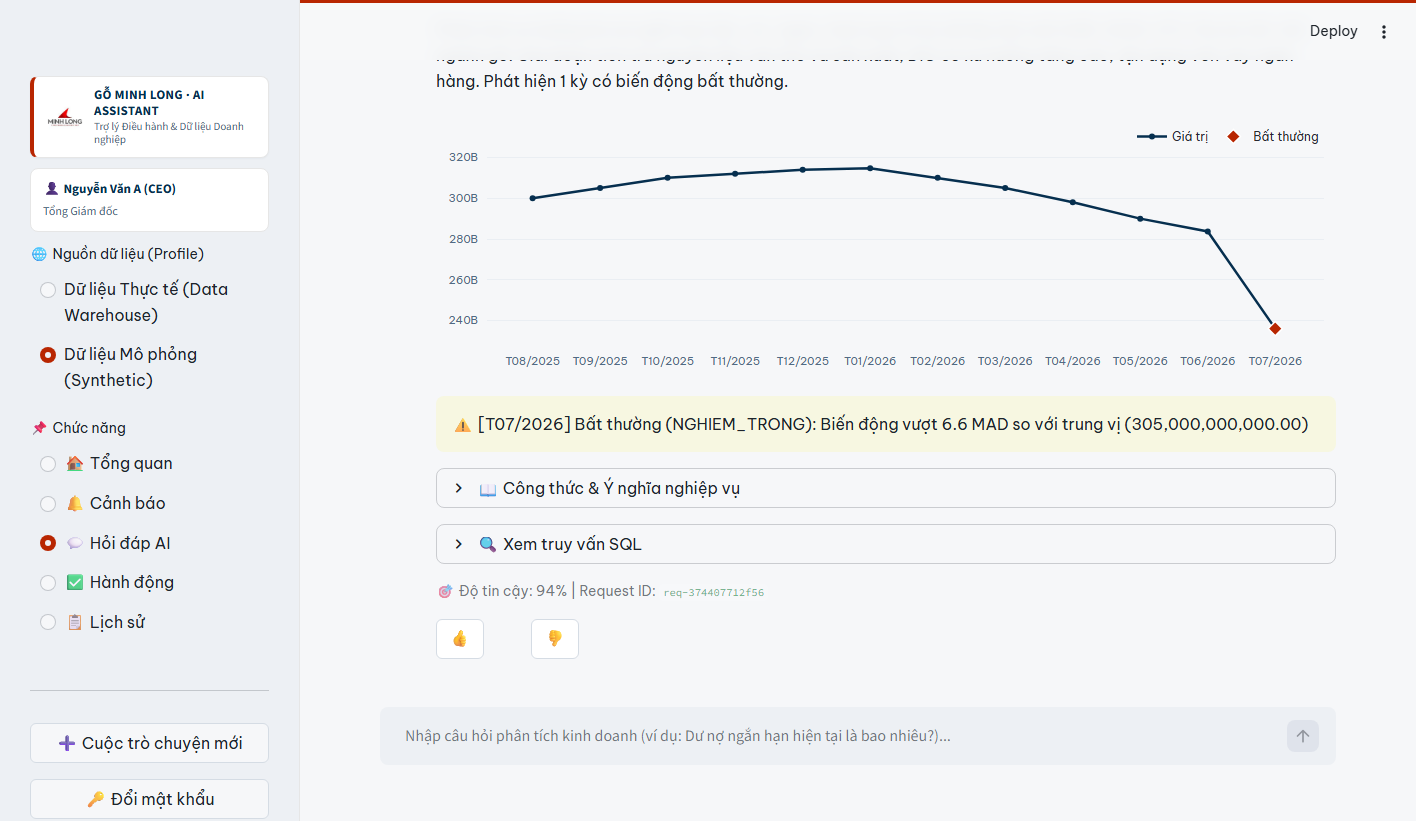 Deploy
GỖ MINH LONG · AI
ASSISTANT
Trợ lý Điều hành & Dữ liệu Doanh
nghiệp
MINH LONG
Nguyễn Văn A (CEO)
Tổng Giám đốc
Nguồn dữ liệu (Profile)
Dữ liệu Thực tế (Data
Warehouse)
Dữ liệu Mô phỏng
(Synthetic)
Chức năng
Tổng quan
Cảnh báo
Hỏi đáp AI
Hành động
Lịch sử
Cuộc trò chuyện mới
Đổi mật khẩu
hàng. Phát hiện 1 kỳ có biến động bất thường.
Giá trị Bất thường
320B
300B
280B
260B
240B
T08/2025 T09/2025 T10/2025 T11/2025 T12/2025 T01/2026 T02/2026 T03/2026 T04/2026 T05/2026 T06/2026 T07/2026
[T07/2026] Bất thường (NGHIEM_TRONG): Biến động vượt 6.6 MAD so với trung vị (305,000,000,000.00)
Công thức & Ý nghĩa nghiệp vụ
Xem truy vấn SQL
Độ tin cậy: 94% | Request ID: req-374407712f56
Nhập câu hỏi phân tích kinh doanh (ví dụ: Dư nợ ngắn hạn hiện tại là bao nhiêu?)...